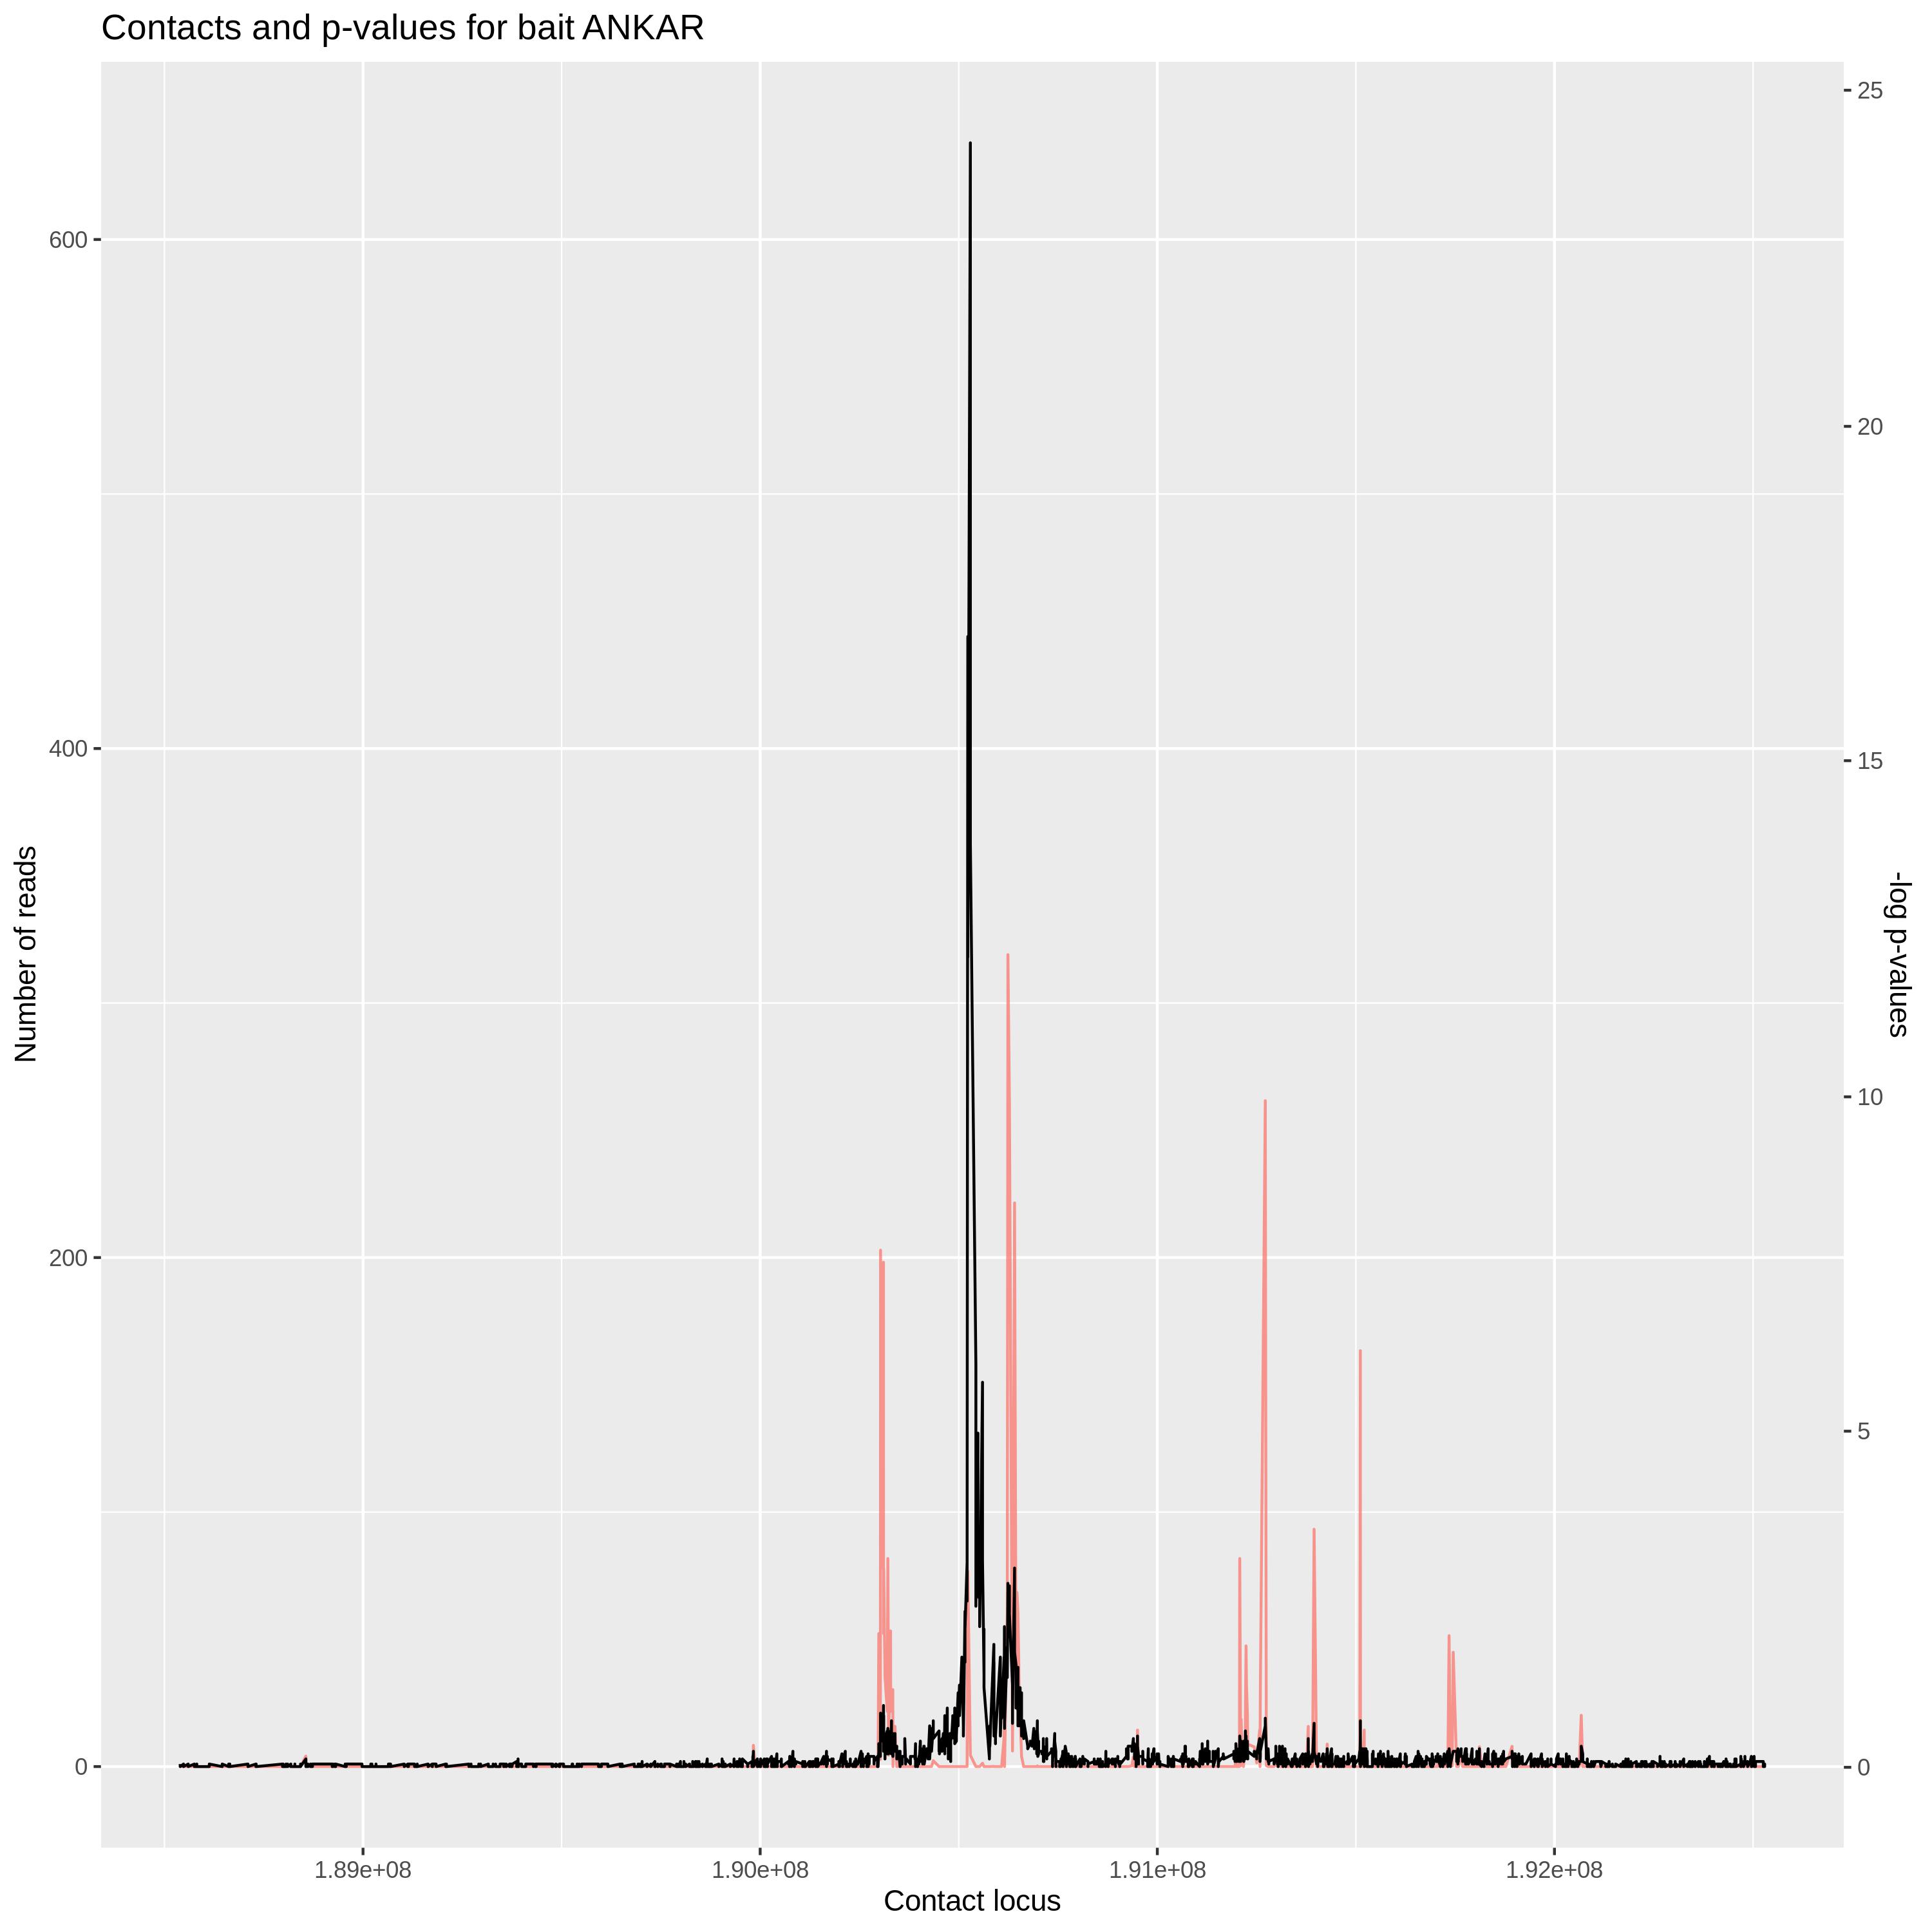 Contacts and p-values for bait ANKAR
Number of reads
600
400
200
0
25
20
15
10
5
0
-log p-values
1.89e+08
1.90e+08
1.91e+08
1.92e+08
Contact locus